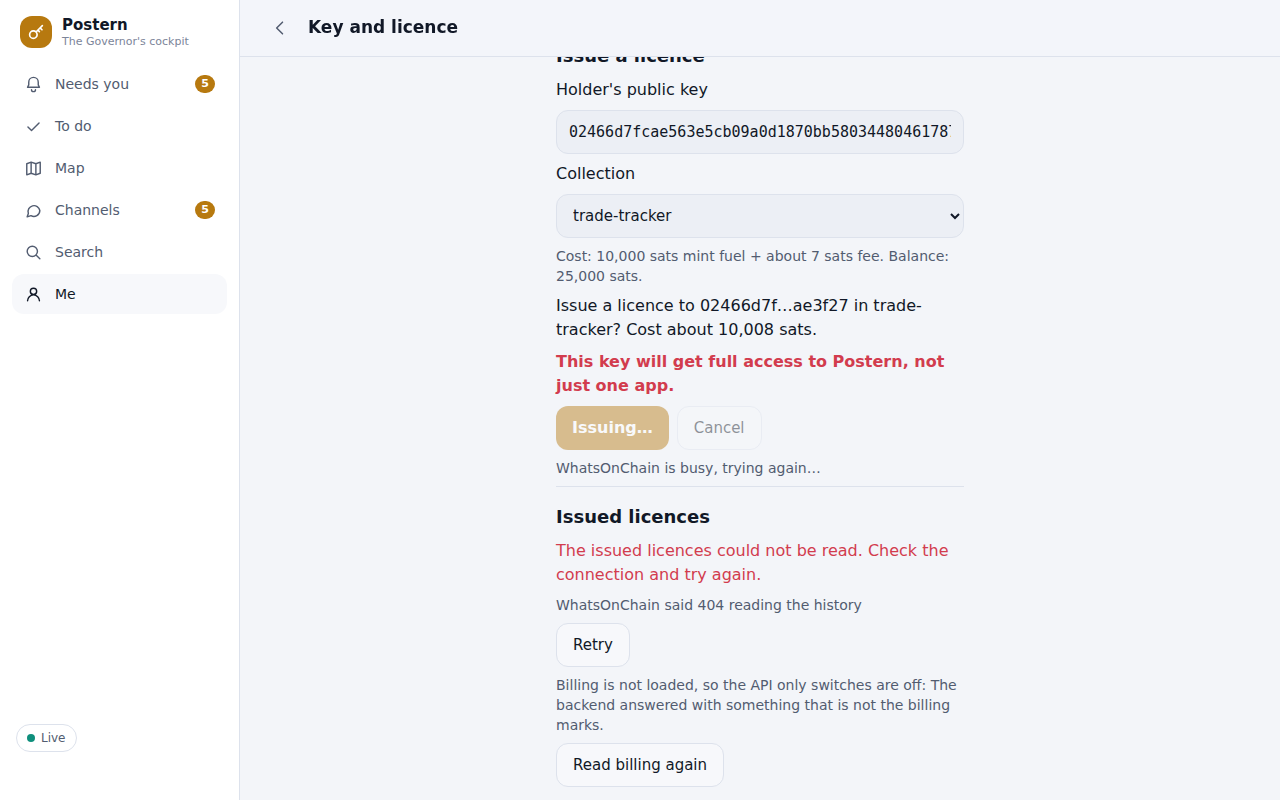 Postern
The Governor's cockpit
Needs you 5
To do
Map
Channels 5
Search
Me
Live
Key and licence
Issue a licence
Holder's public key
02466d7fcae563e5cb09a0d1870bb58034480461787
Collection
trade-tracker
Cost: 10,000 sats mint fuel + about 7 sats fee. Balance:
25,000 sats.
Issue a licence to 02466d7f…ae3f27 in trade-
tracker? Cost about 10,008 sats.
This key will get full access to Postern, not
just one app.
Issuing… Cancel
WhatsOnChain is busy, trying again…
Issued licences
The issued licences could not be read. Check the
connection and try again.
WhatsOnChain said 404 reading the history
Retry
Billing is not loaded, so the API only switches are off: The
backend answered with something that is not the billing
marks.
Read billing again